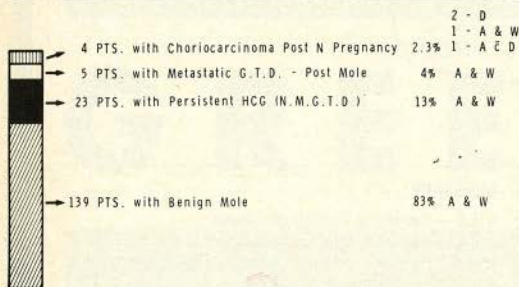 2 - D
1 - A & W
4 PTS. with Choriocarcinoma Post N Pregnancy 2.3% 1 - A c̄ D
5 PTS. with Metastatic G.T.D. - Post Mole 4% A & W
23 PTS. with Persistent HCG (N.M.G.T.D.) 13% A & W
139 PTS. with Benign Mole 83% A & W